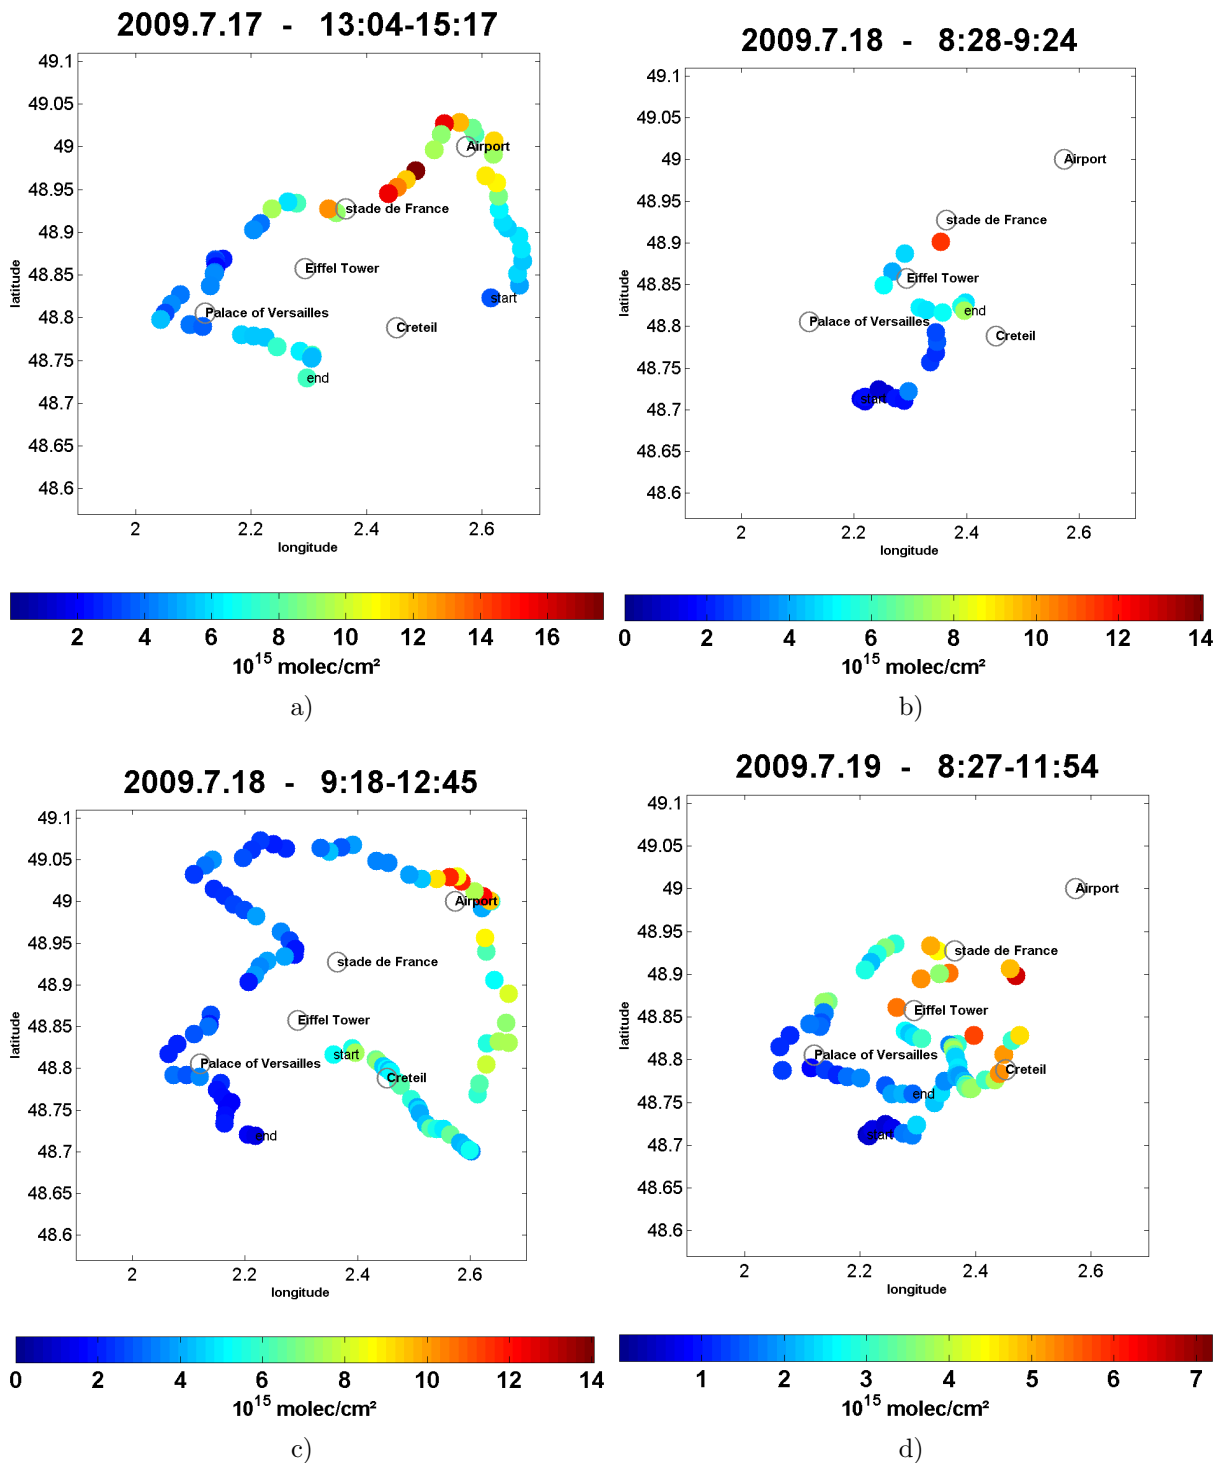 2009.7.17 - 13:04-15:17
49.1
49.05
49
48.95
48.9
48.85
48.8
48.75
48.7
48.65
48.6
latitude
Airport
stade de France
Eiffel Tower
start
Palace of Versailles
Creteil
end
2 2.2 2.4 2.6
longitude
2 4 6 8 10 12 14 16
10¹⁵ molec/cm²
a)
2009.7.18 - 8:28-9:24
49.1
49.05
49
48.95
48.9
48.85
48.8
48.75
48.7
48.65
48.6
latitude
Airport
stade de France
Eiffel Tower
end
Palace of Versailles
Creteil
start
2 2.2 2.4 2.6
longitude
0 2 4 6 8 10 12 14
10¹⁵ molec/cm²
b)
2009.7.18 - 9:18-12:45
49.1
49.05
49
48.95
48.9
48.85
48.8
48.75
48.7
48.65
48.6
latitude
Airport
stade de France
Eiffel Tower
start
Palace of Versailles
Creteil
end
2 2.2 2.4 2.6
longitude
0 2 4 6 8 10 12 14
10¹⁵ molec/cm²
c)
2009.7.19 - 8:27-11:54
49.1
49.05
49
48.95
48.9
48.85
48.8
48.75
48.7
48.65
48.6
latitude
Airport
stade de France
Eiffel Tower
Palace of Versailles
Creteil
end
start
2 2.2 2.4 2.6
longitude
1 2 3 4 5 6 7
10¹⁵ molec/cm²
d)